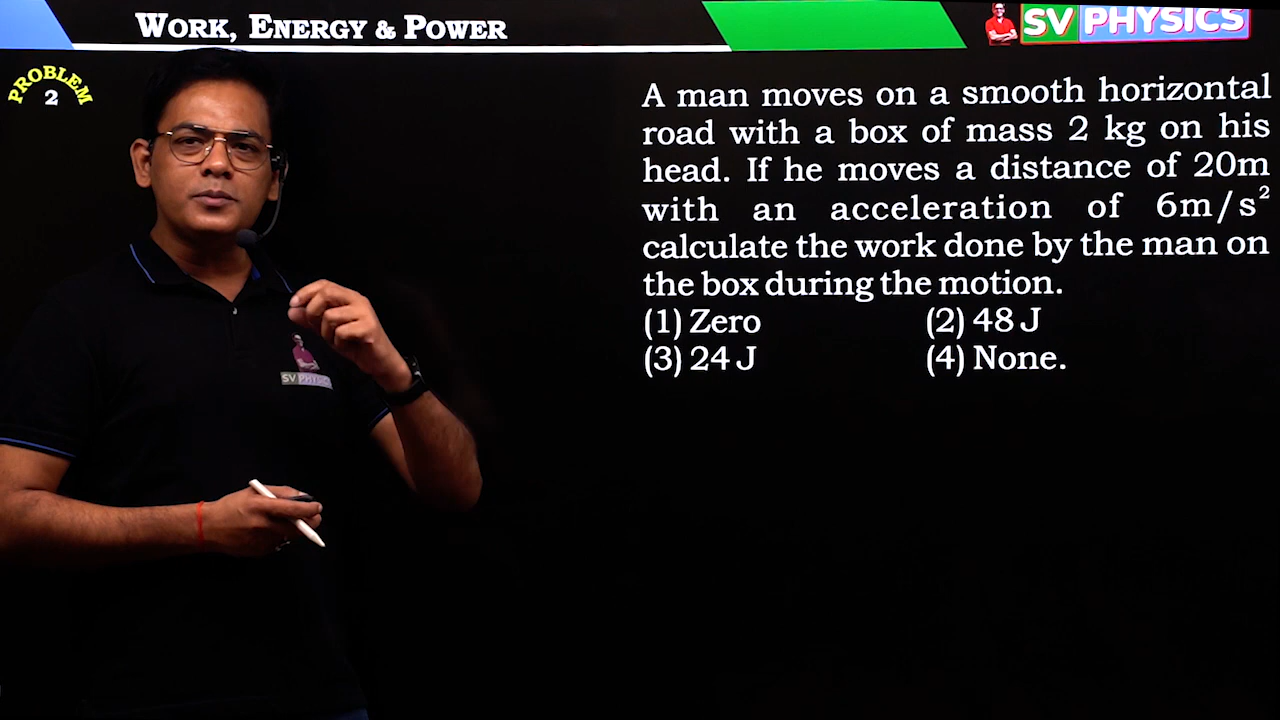 WORK, ENERGY & POWER
SV PHYSICS
PROBLEM
2
A man moves on a smooth horizontal
road with a box of mass 2 kg on his
head. If he moves a distance of 20m
with an acceleration of 6m/s²
calculate the work done by the man on
the box during the motion.
(1) Zero (2) 48 J
(3) 24 J (4) None.
SV PHYSICS